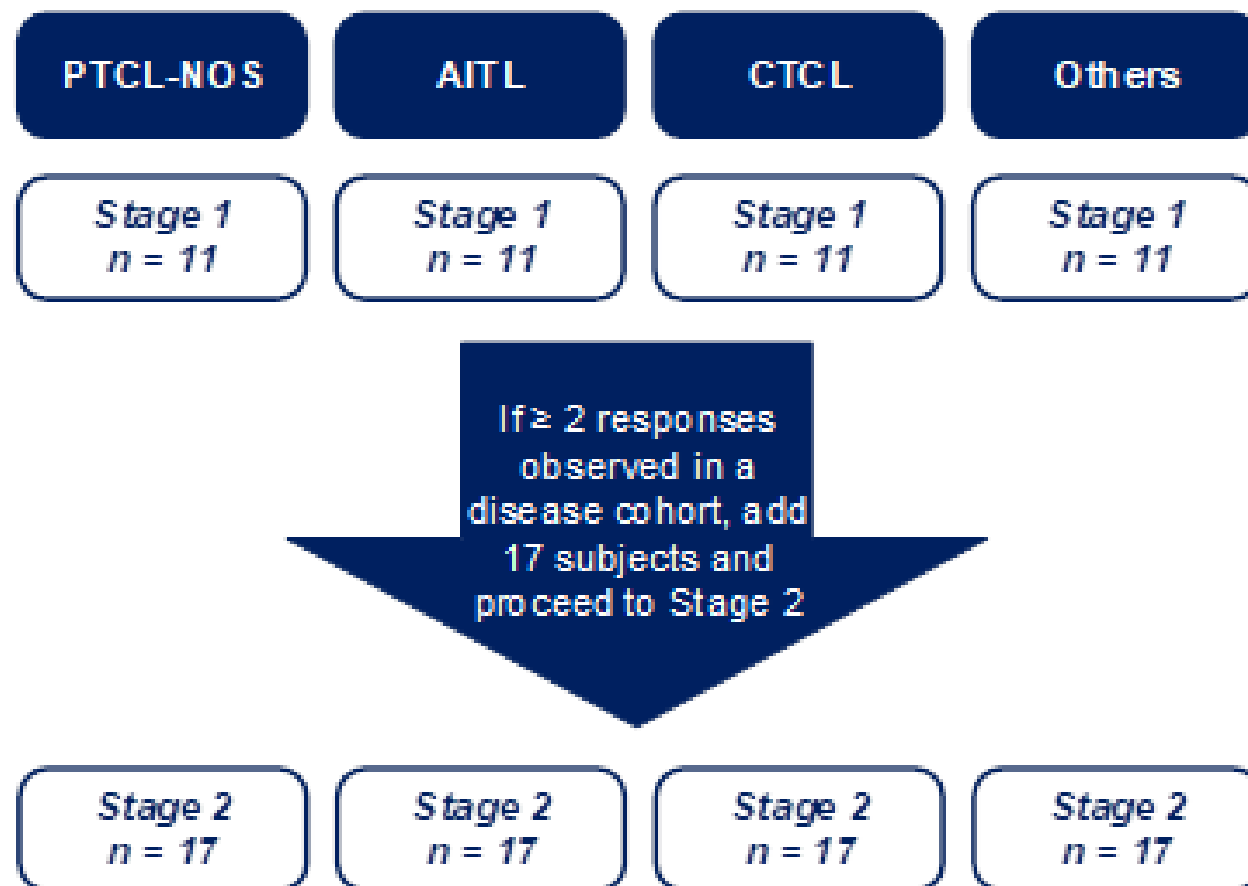 PTCL-NOS
AITL
CTCL
Others
Stage 1
n = 11
Stage 1
n = 11
Stage 1
n = 11
Stage 1
n = 11
If ≥ 2 responses
observed in a
disease cohort, add
17 subjects and
proceed to Stage 2
Stage 2
n = 17
Stage 2
n = 17
Stage 2
n = 17
Stage 2
n = 17